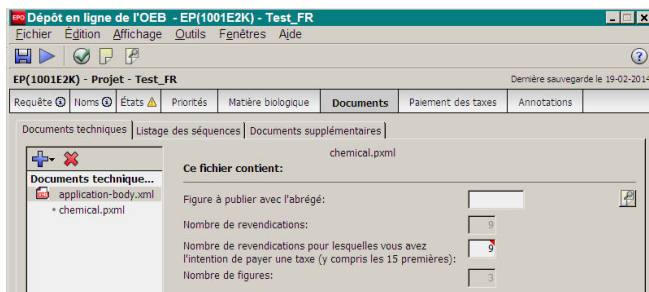 EPO Dépôt en ligne de l'OEB - EP(1001E2K) - Test_FR
Fichier Édition Affichage Outils Fenêtres Aide
EP(1001E2K) - Projet - Test_FR
Dernière sauvegarde le 19-02-2014
Requête Noms États Priorités Matière biologique Documents Paiement des taxes Annotations
Documents techniques Listage des séquences Documents supplémentaires
chemical.pxml
Ce fichier contient:
Documents technique...
application-body.xml
chemical.pxml
Figure à publier avec l'abrégé:
Nombre de revendications: 9
Nombre de revendications pour lesquelles vous avez
l'intention de payer une taxe (y compris les 15 premières): 9
Nombre de figures: 3